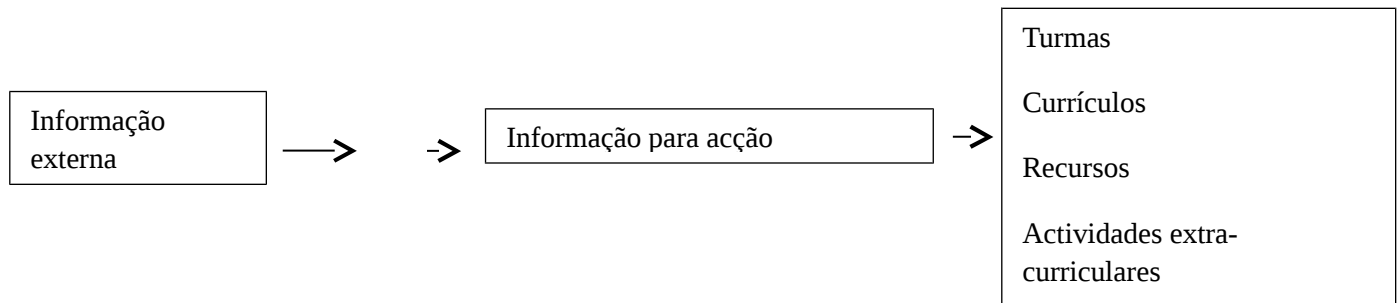 Informação
externa
Informação para acção
Turmas
Currículos
Recursos
Actividades extra-
curriculares